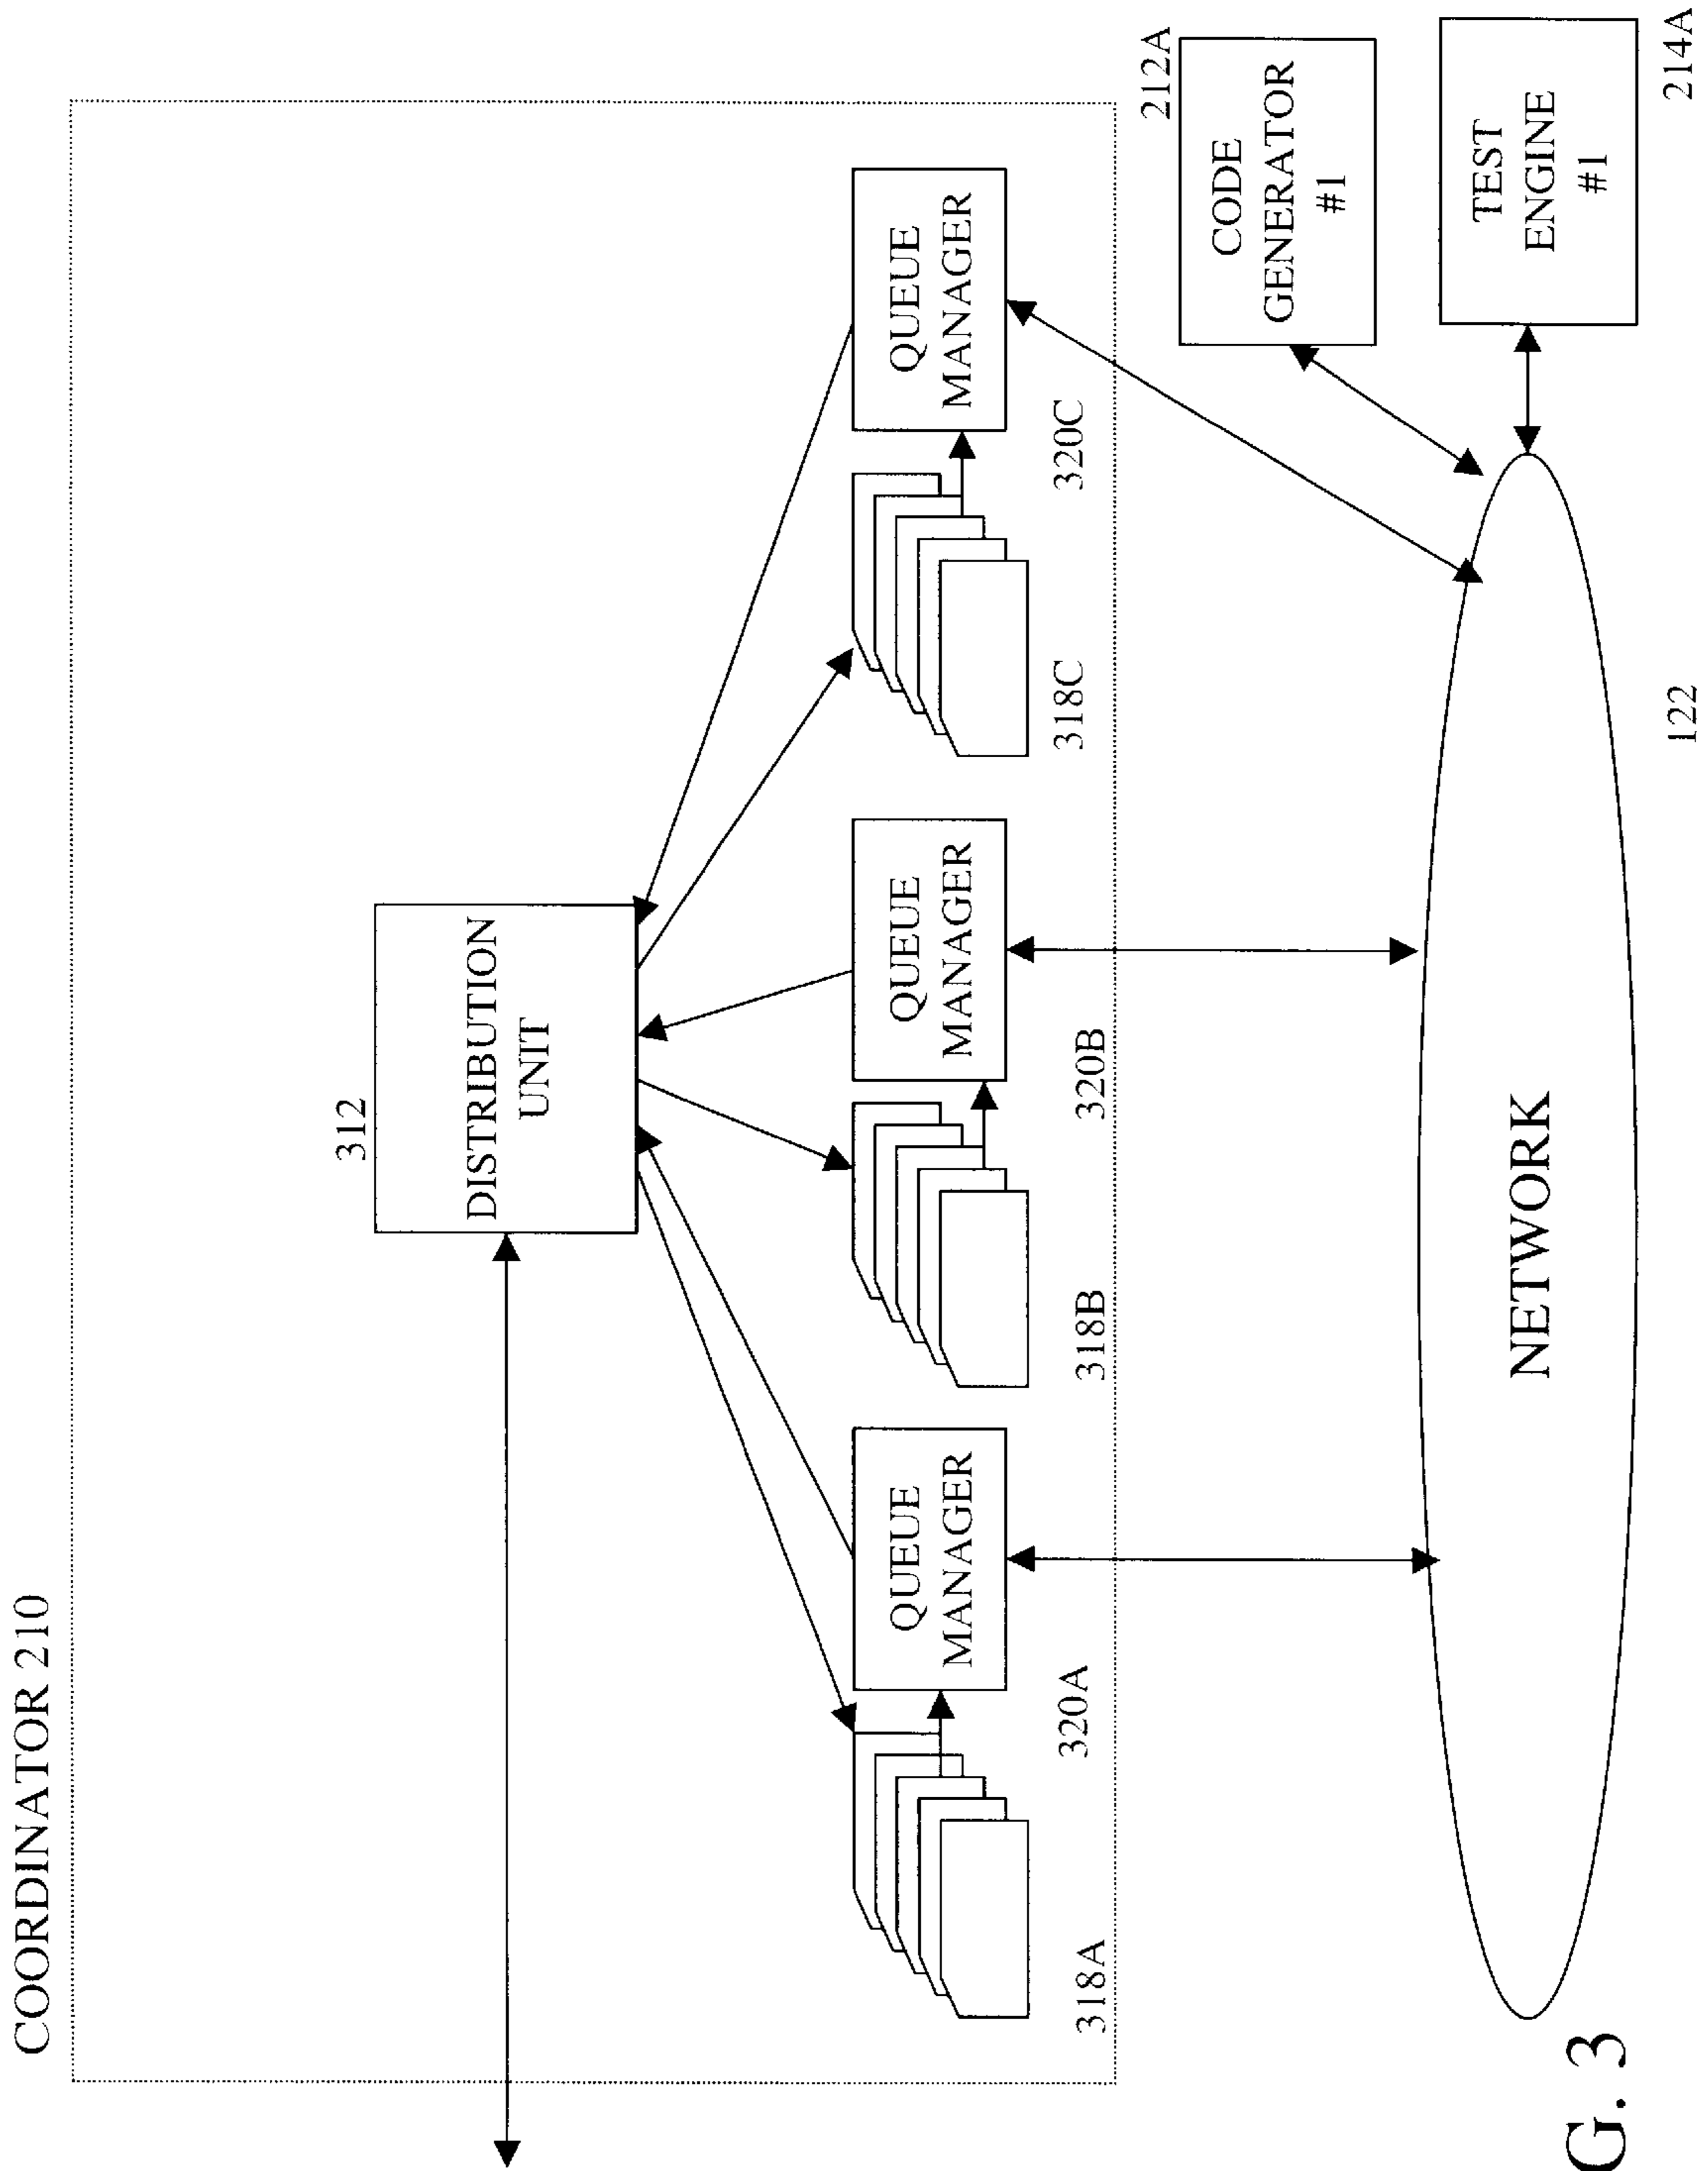 COORDINATOR 210
312
DISTRIBUTION
UNIT
QUEUE
MANAGER
QUEUE
MANAGER
QUEUE
MANAGER
318A
320A
318B
320B
318C
320C
212A
CODE
GENERATOR
#1
NETWORK
TEST
ENGINE
#1
122
214A
G. 3